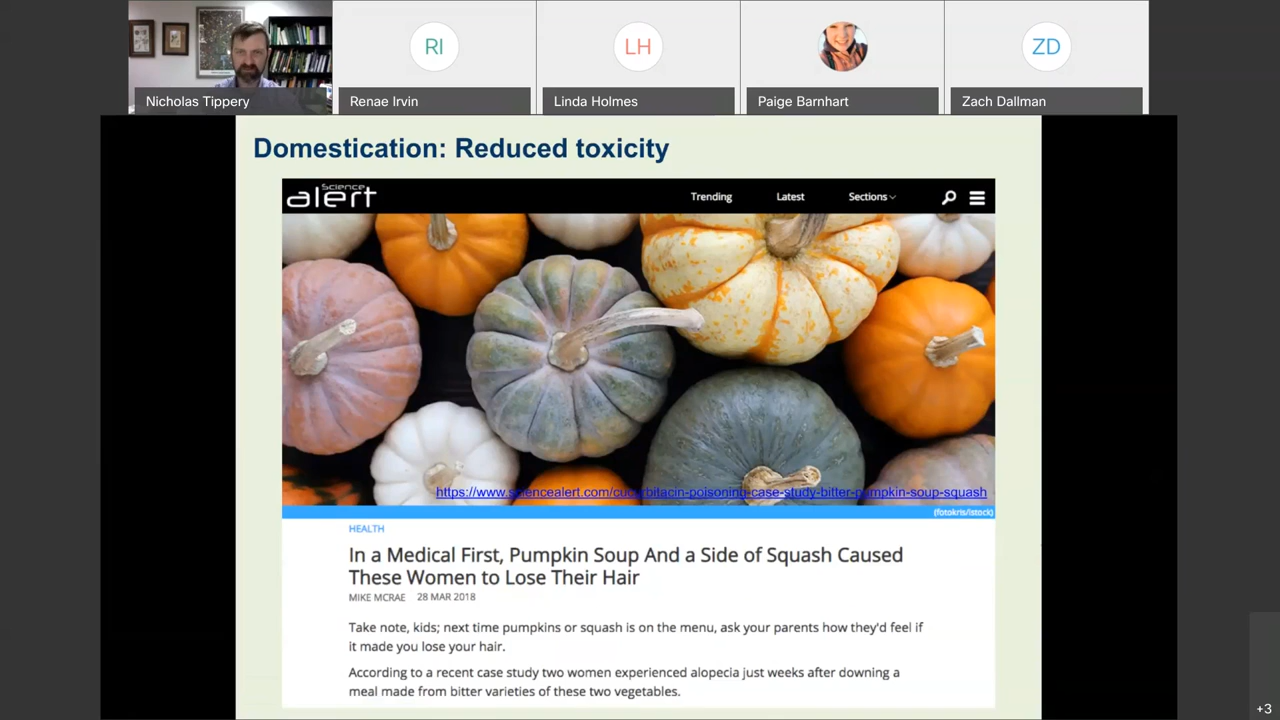 RI
LH
ZD
Nicholas Tippery
Renae Irvin
Linda Holmes
Paige Barnhart
Zach Dallman
Domestication: Reduced toxicity
Science
alert
Trending
Latest
Sections
https://www.sciencealert.com/cucurbitacin-poisoning-case-study-bitter-pumpkin-soup-squash
(fotokris/istock)
HEALTH
In a Medical First, Pumpkin Soup And a Side of Squash Caused
These Women to Lose Their Hair
MIKE MCRAE 28 MAR 2018
Take note, kids; next time pumpkins or squash is on the menu, ask your parents how they'd feel if
it made you lose your hair.
According to a recent case study two women experienced alopecia just weeks after downing a
meal made from bitter varieties of these two vegetables.
+3